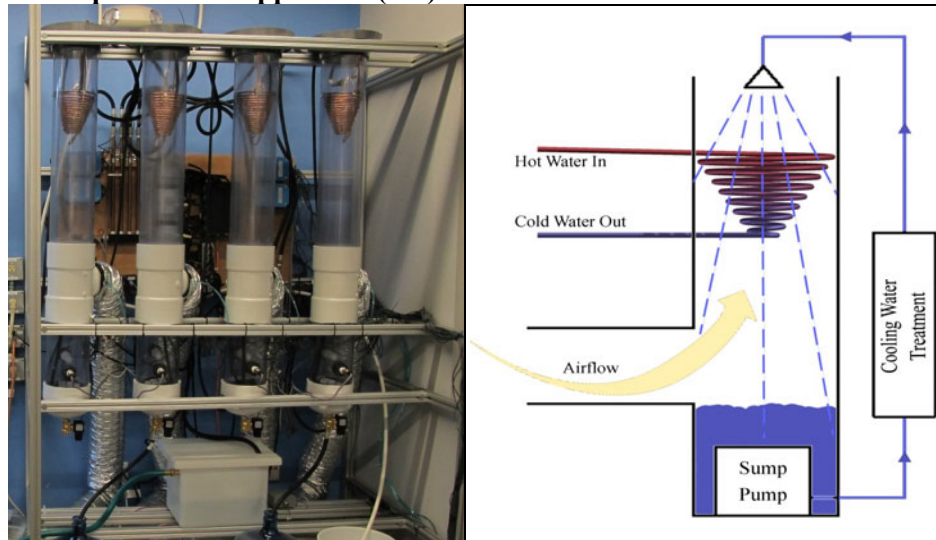 Hot Water In
Cold Water Out
Airflow
Sump
Pump
Cooling Water
Treatment